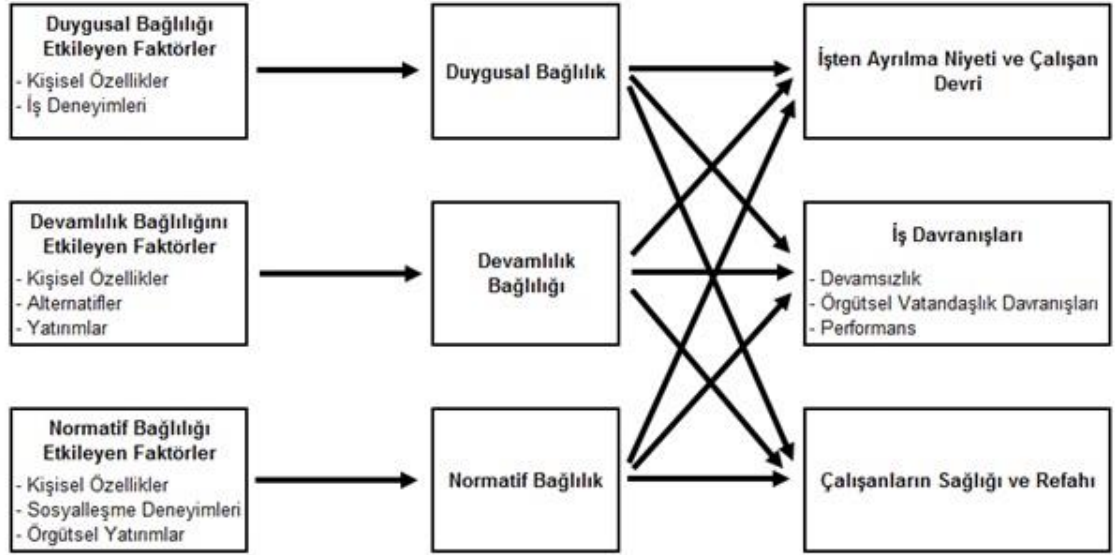 Duygusal Bağlılığı
Etkileyen Faktörler
- Kişisel Özellikler
- İş Deneyimleri
Duygusal Bağlılık
İşten Ayrılma Niyeti ve Çalışan
Devri
Devamlılık Bağlılığını
Etkileyen Faktörler
- Kişisel Özellikler
- Alternatifler
- Yatırımlar
Devamlılık
Bağlılığı
İş Davranışları
- Devamsızlık
- Örgütsel Vatandaşlık Davranışları
- Performans
Normatif Bağlılığı
Etkileyen Faktörler
- Kişisel Özellikler
- Sosyalleşme Deneyimleri
- Örgütsel Yatırımlar
Normatif Bağlılık
Çalışanların Sağlığı ve Refahı